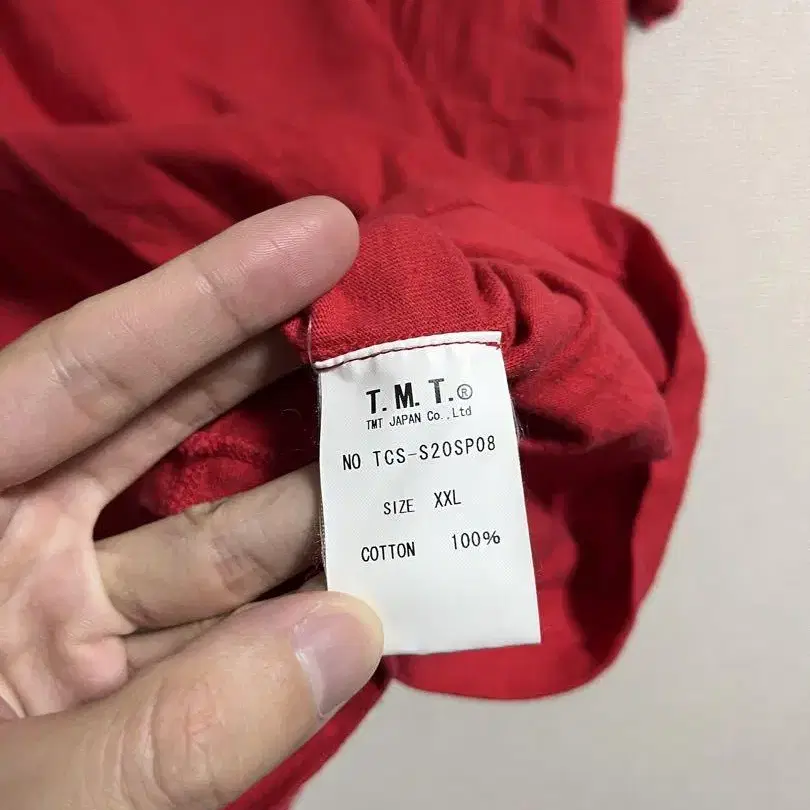 T.M.T.®
TMT JAPAN Co.,Ltd
NO TCS-S20SP08
SIZE XXL
COTTON 100%